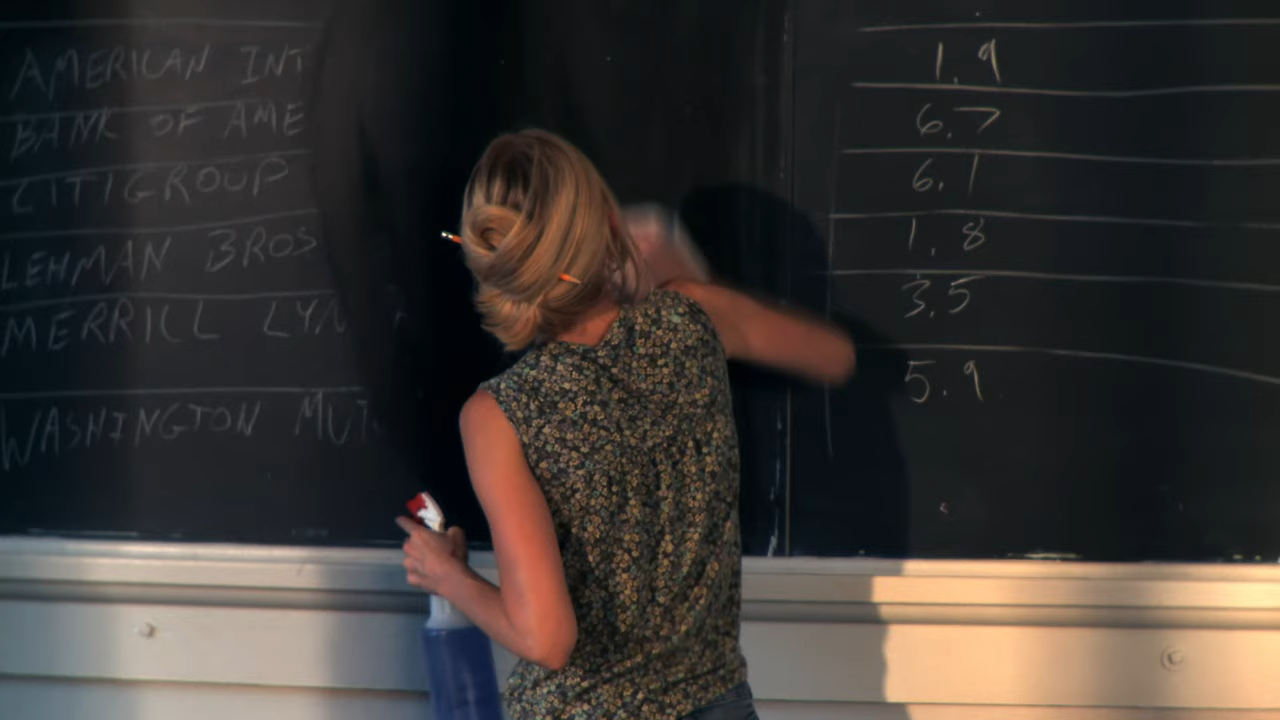 AMERICAN INT 1.9
BANK OF AME 6.7
CITIGROUP 6.1
LEHMAN BROS 1.8
MERRILL LYN 3.5
WASHINGTON MUT 5.9